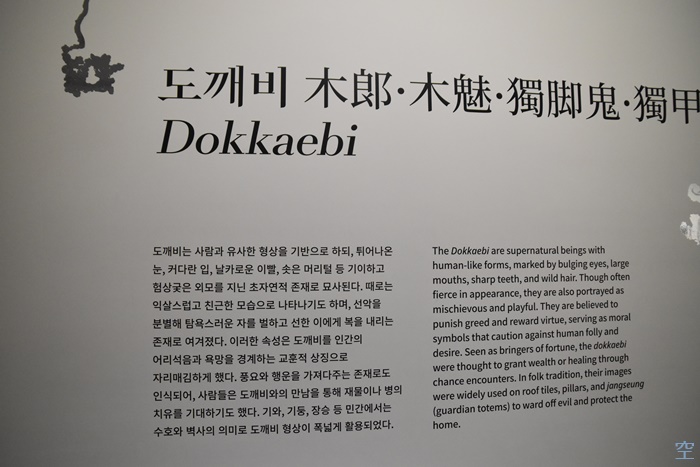 도깨비 木郎·木魅·獨脚鬼·獨甲
Dokkaebi
도깨비는 사람과 유사한 형상을 기반으로 하되, 튀어나온
눈, 커다란 입, 날카로운 이빨, 솟은 머리털 등 기이하고
험상궂은 외모를 지닌 초자연적 존재로 묘사된다. 때로는
익살스럽고 친근한 모습으로 나타나기도 하며, 선악을
분별해 탐욕스러운 자를 벌하고 선한 이에게 복을 내리는
존재로 여겨졌다. 이러한 속성은 도깨비를 인간의
어리석음과 욕망을 경계하는 교훈적 상징으로
자리매김하게 했다. 풍요와 행운을 가져다주는 존재로도
인식되어, 사람들은 도깨비와의 만남을 통해 재물이나 병의
치유를 기대하기도 했다. 기와, 기둥, 장승 등 민간에서는
수호와 벽사의 의미로 도깨비 형상이 폭넓게 활용되었다.
The Dokkaebi are supernatural beings with
human-like forms, marked by bulging eyes, large
mouths, sharp teeth, and wild hair. Though often
fierce in appearance, they are also portrayed as
mischievous and playful. They are believed to
punish greed and reward virtue, serving as moral
symbols that caution against human folly and
desire. Seen as bringers of fortune, the dokkaebi
were thought to grant wealth or healing through
chance encounters. In folk tradition, their images
were widely used on roof tiles, pillars, and jangseung
(guardian totems) to ward off evil and protect the
home.
空